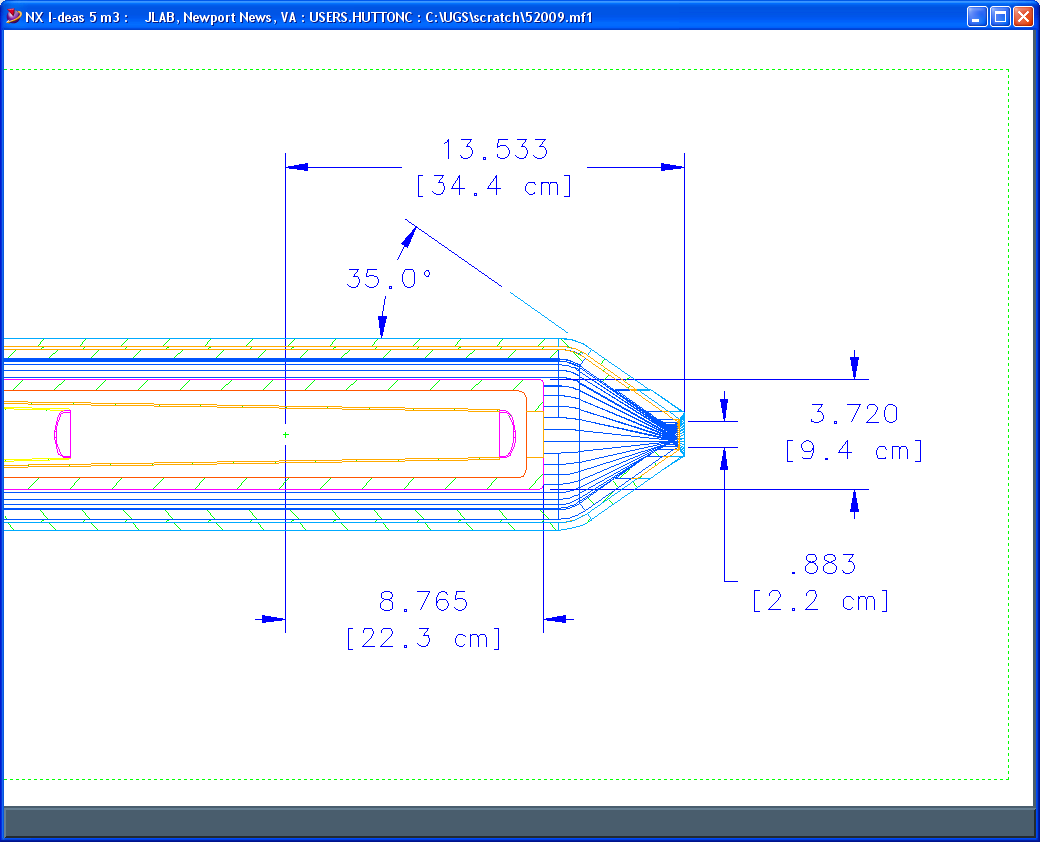 NX I-deas 5 m3 : JLAB, Newport News, VA : USERS.HUTTONC : C:\UGS\scratch\52009.mf1
13.533
[34.4 cm]
35.0°
3.720
[9.4 cm]
.883
[2.2 cm]
8.765
[22.3 cm]